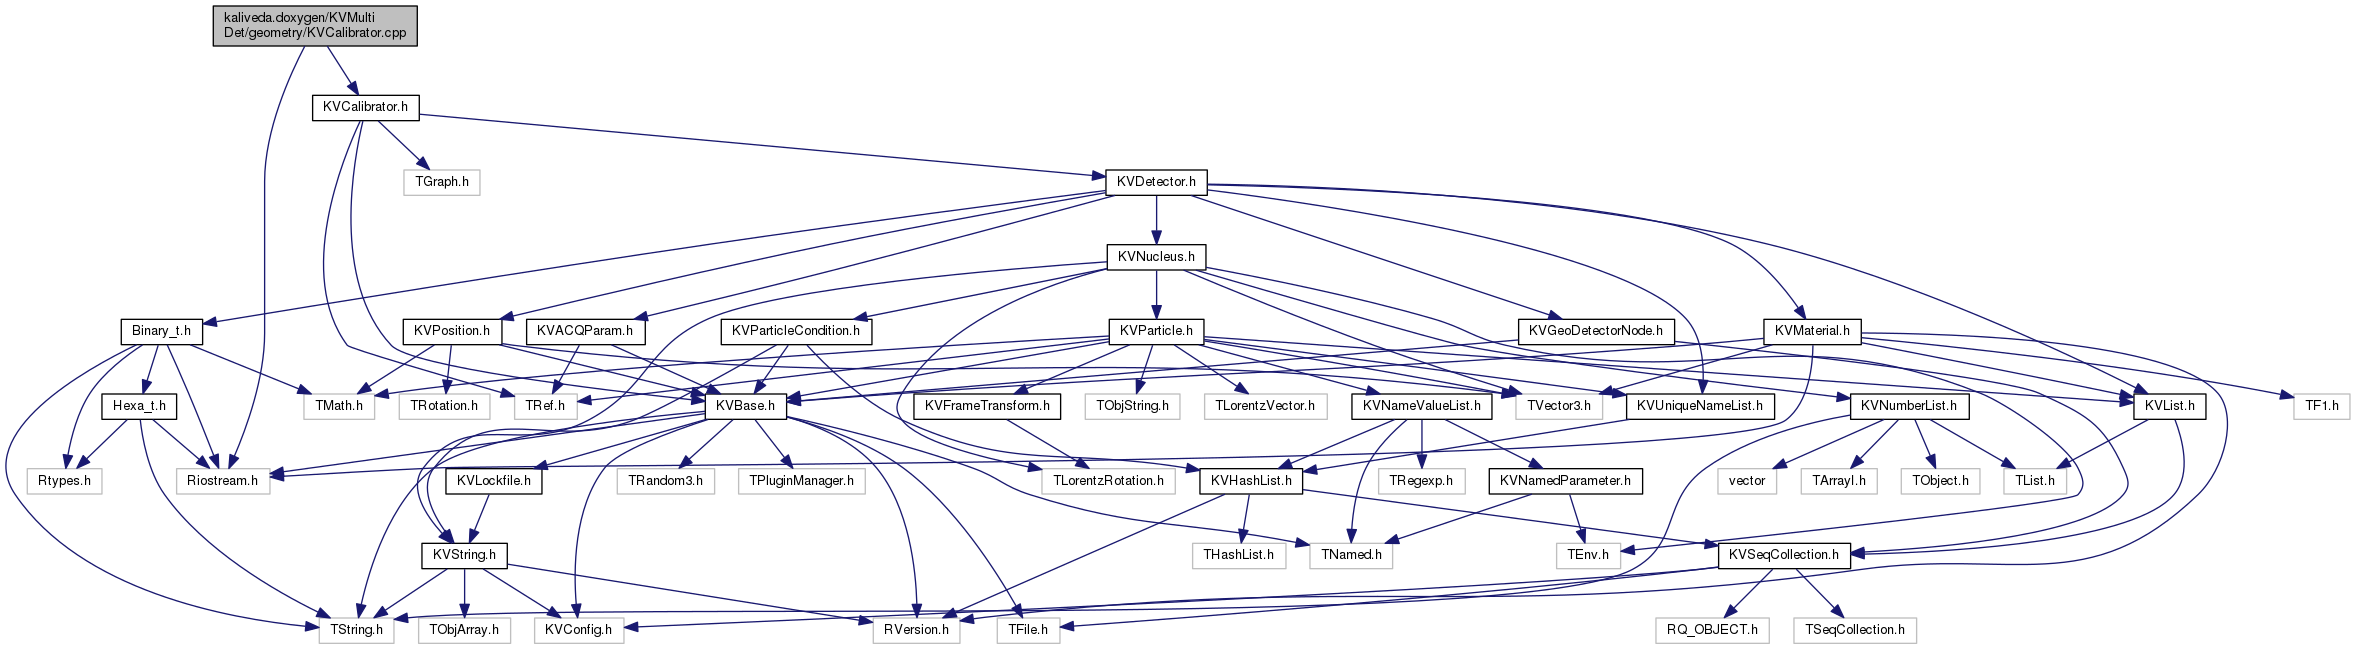 kaliveda.doxygen/KVMulti
Det/geometry/KVCalibrator.cpp
KVCalibrator.h
TGraph.h
KVDetector.h
KVNucleus.h
Binary_t.h
KVPosition.h
KVACQParam.h
KVParticleCondition.h
KVParticle.h
KVGeoDetectorNode.h
KVMaterial.h
Hexa_t.h
TMath.h
TRotation.h
TRef.h
KVBase.h
KVFrameTransform.h
TObjString.h
TLorentzVector.h
KVNameValueList.h
TVector3.h
KVUniqueNameList.h
KVNumberList.h
KVList.h
TF1.h
Rtypes.h
Riostream.h
KVLockfile.h
TRandom3.h
TPluginManager.h
TLorentzRotation.h
KVHashList.h
TRegexp.h
KVNamedParameter.h
vector
TArrayI.h
TObject.h
TList.h
KVString.h
THashList.h
TNamed.h
TEnv.h
KVSeqCollection.h
TString.h
TObjArray.h
KVConfig.h
RVersion.h
TFile.h
RQ_OBJECT.h
TSeqCollection.h